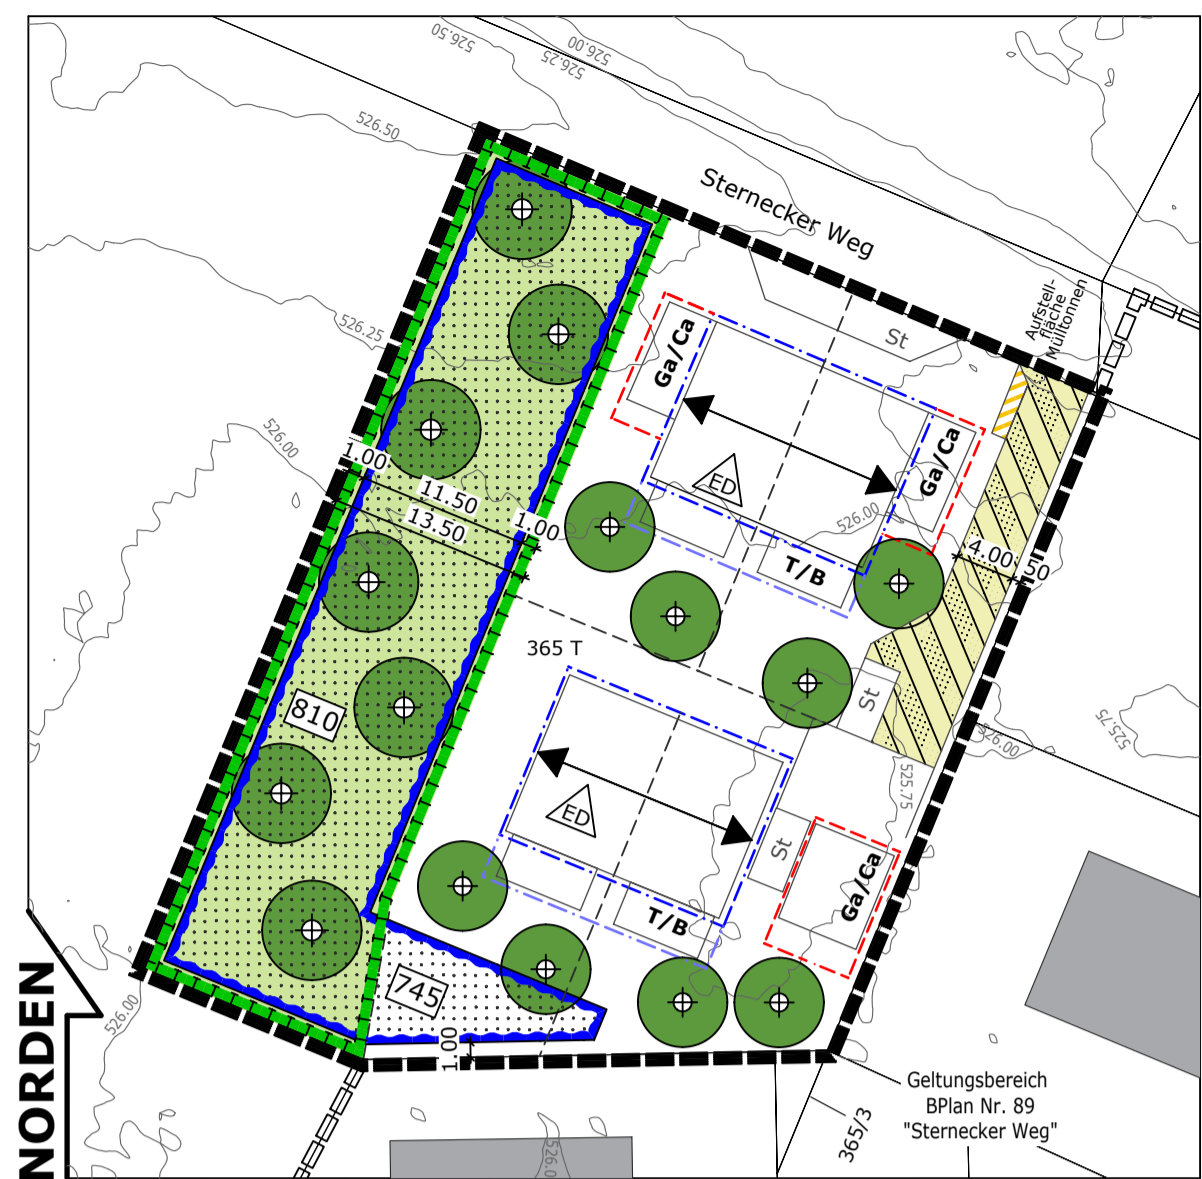 526.50
526.00
526.25
526.50
Sternecker Weg
Aufstell-
fläche
Mülltonnen
526.25
St
Ga/Ca
Ga/Ca
526.00
1.00
11.50
13.50
1.00
ED
526.00
T/B
4.00
50
365 T
810
St
526.00
525.75
525.75
ED
St
Ga/Ca
T/B
745
526.00
1.00
NORDEN
Geltungsbereich
BPlan Nr. 89
"Sternecker Weg"
365/3
526.0